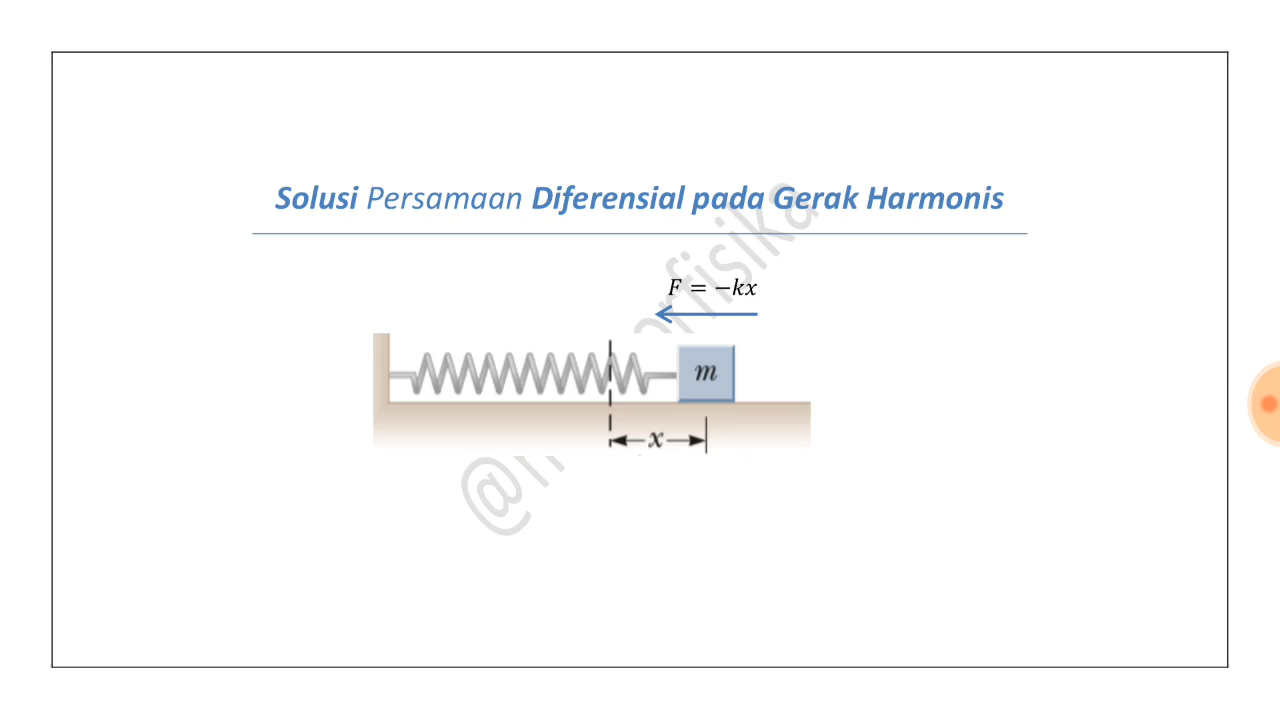 Solusi Persamaan Diferensial pada Gerak Harmonis
F = −kx
m
x